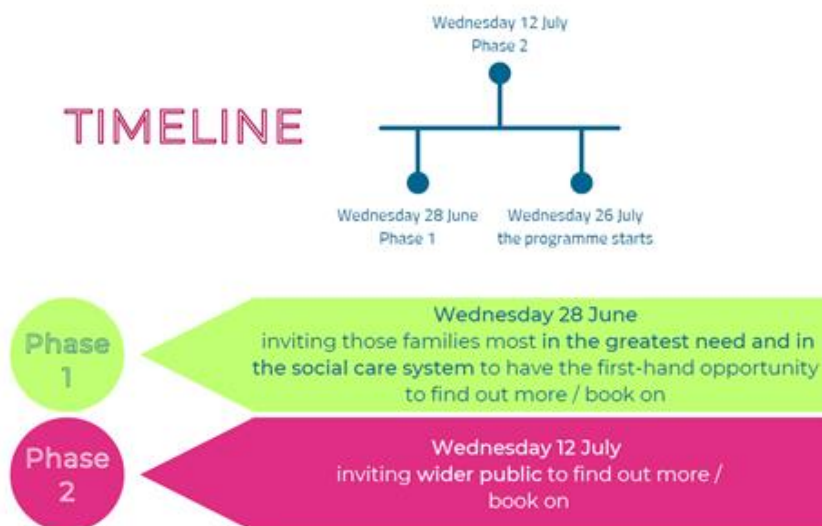 Wednesday 12 July
Phase 2
TIMELINE
Wednesday 28 June
Phase 1
Wednesday 26 July
the programme starts
Phase
1
Wednesday 28 June
inviting those families most in the greatest need and in
the social care system to have the first-hand opportunity
to find out more / book on
Phase
2
Wednesday 12 July
inviting wider public to find out more /
book on